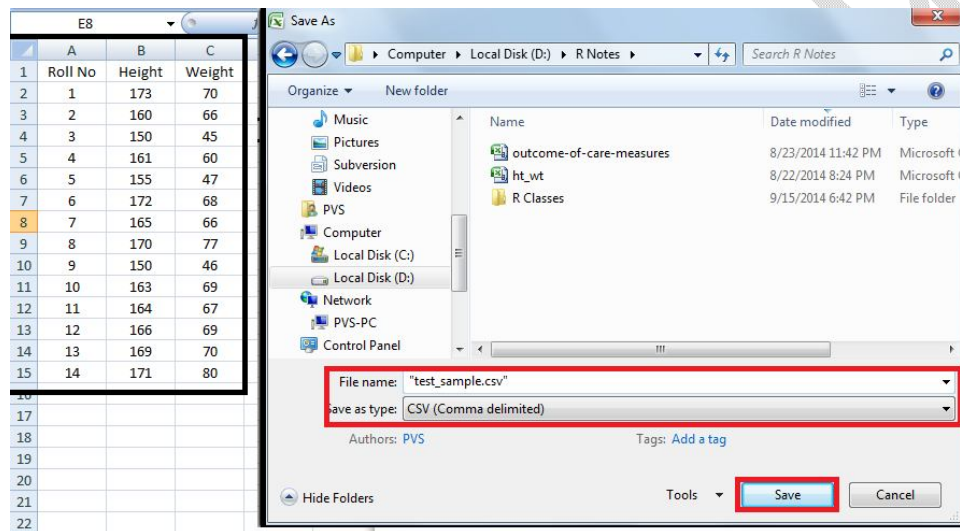 E8
A B C
1 Roll No Height Weight
2 1 173 70
3 2 160 66
4 3 150 45
5 4 161 60
6 5 155 47
7 6 172 68
8 7 165 66
9 8 170 77
10 9 150 46
11 10 163 69
12 11 164 67
13 12 166 69
14 13 169 70
15 14 171 80
17
18
19
20
21
22
Save As
Computer Local Disk (D:) R Notes Search R Notes
Organize New folder
Music
Pictures
Subversion
Videos
PVS
Computer
Local Disk (C:)
Local Disk (D:)
Network
PVS-PC
Control Panel
Name Date modified Type
outcome-of-care-measures 8/23/2014 11:42 PM Microsoft
ht_wt 8/22/2014 8:24 PM Microsoft
R Classes 9/15/2014 6:42 PM File folder
File name: "test_sample.csv"
Save as type: CSV (Comma delimited)
Authors: PVS Tags: Add a tag
Hide Folders Tools Save Cancel